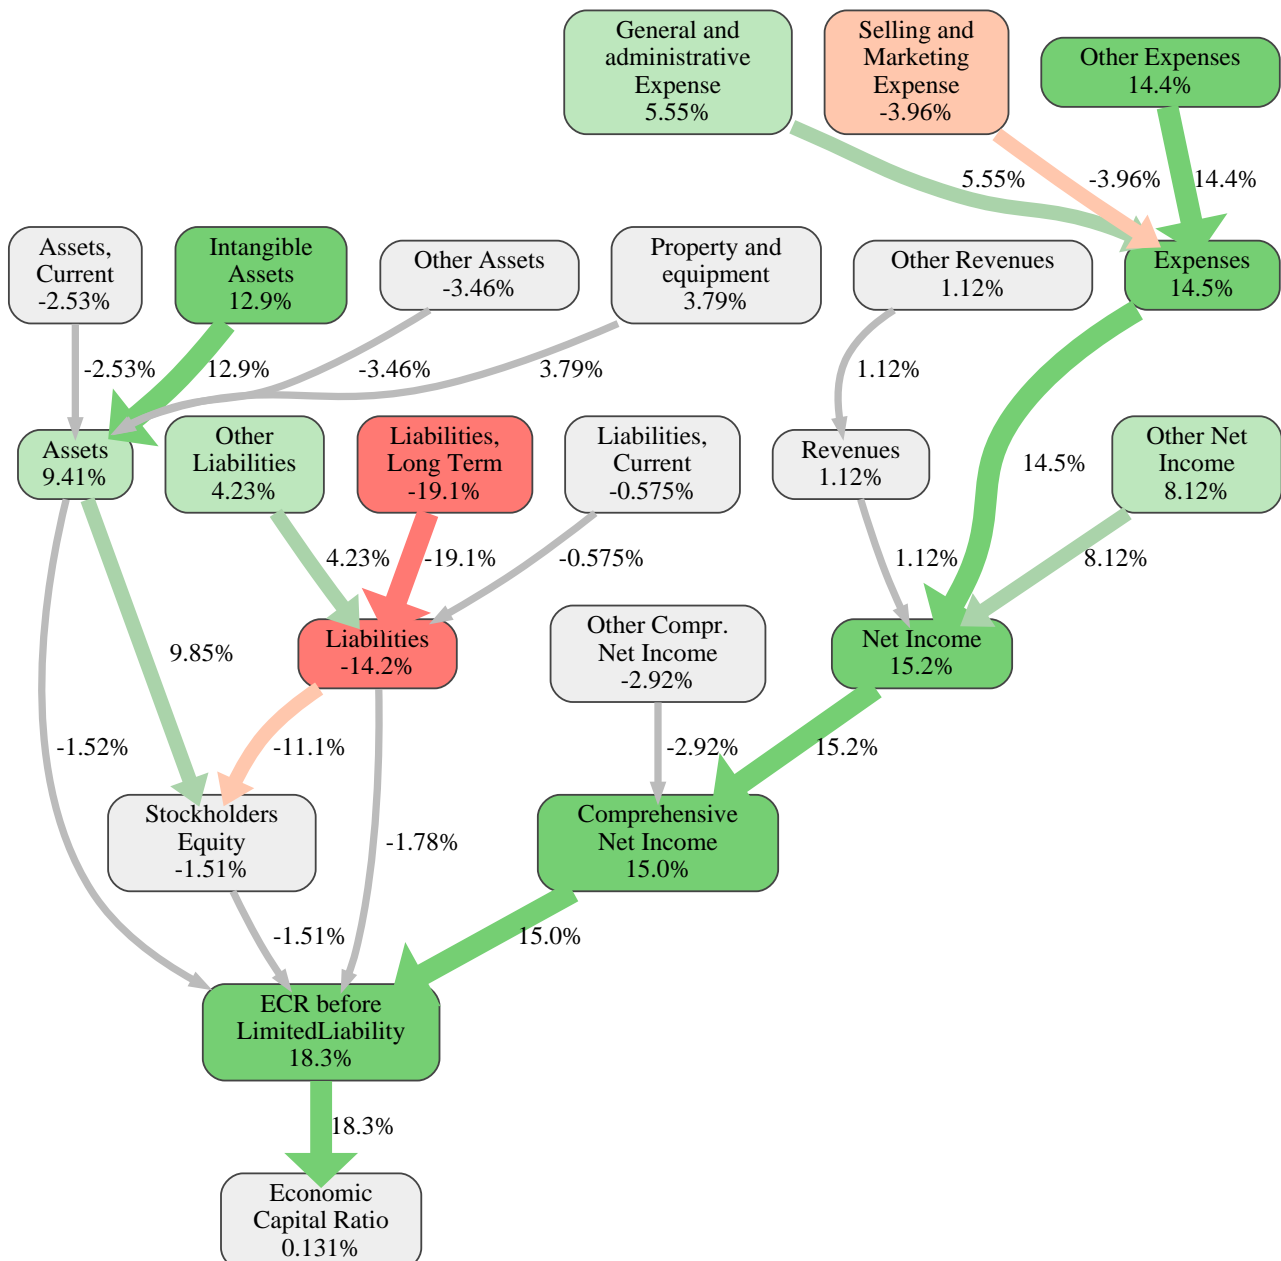 General and
administrative
Expense
5.55%
Selling and
Marketing
Expense
-3.96%
Other Expenses
14.4%
5.55%
-3.96%
14.4%
Assets,
Current
-2.53%
Intangible
Assets
12.9%
Other Assets
-3.46%
Property and
equipment
3.79%
Other Revenues
1.12%
Expenses
14.5%
-2.53%
12.9%
-3.46%
3.79%
1.12%
14.5%
Assets
9.41%
Other
Liabilities
4.23%
Liabilities,
Long Term
-19.1%
Liabilities,
Current
-0.575%
Revenues
1.12%
Other Net
Income
8.12%
4.23%
-19.1%
-0.575%
1.12%
8.12%
Liabilities
-14.2%
Other Compr.
Net Income
-2.92%
Net Income
15.2%
9.85%
-1.52%
-11.1%
-2.92%
15.2%
Stockholders
Equity
-1.51%
-1.78%
Comprehensive
Net Income
15.0%
-1.51%
15.0%
ECR before
LimitedLiability
18.3%
18.3%
Economic
Capital Ratio
0.131%